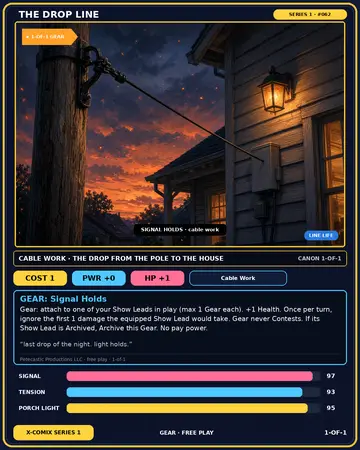 THE DROP LINE
SERIES 1 · #062
1-OF-1 GEAR
SIGNAL HOLDS · cable work
LINE LIFE
CABLE WORK · THE DROP FROM THE POLE TO THE HOUSE
CANON 1-OF-1
COST 1
PWR +0
HP +1
Cable Work
GEAR: Signal Holds
Gear: attach to one of your Show Leads in play (max 1 Gear each). +1 Health. Once per turn,
ignore the first 1 damage the equipped Show Lead would take. Gear never Contests. If its
Show Lead is Archived, Archive this Gear. No pay power.
"last drop of the night. light holds."
Productions LLC · free play · 1-of-1
SIGNAL
97
TENSION
93
PORCH LIGHT
95
X-COMIX SERIES 1
GEAR · FREE PLAY
1-OF-1